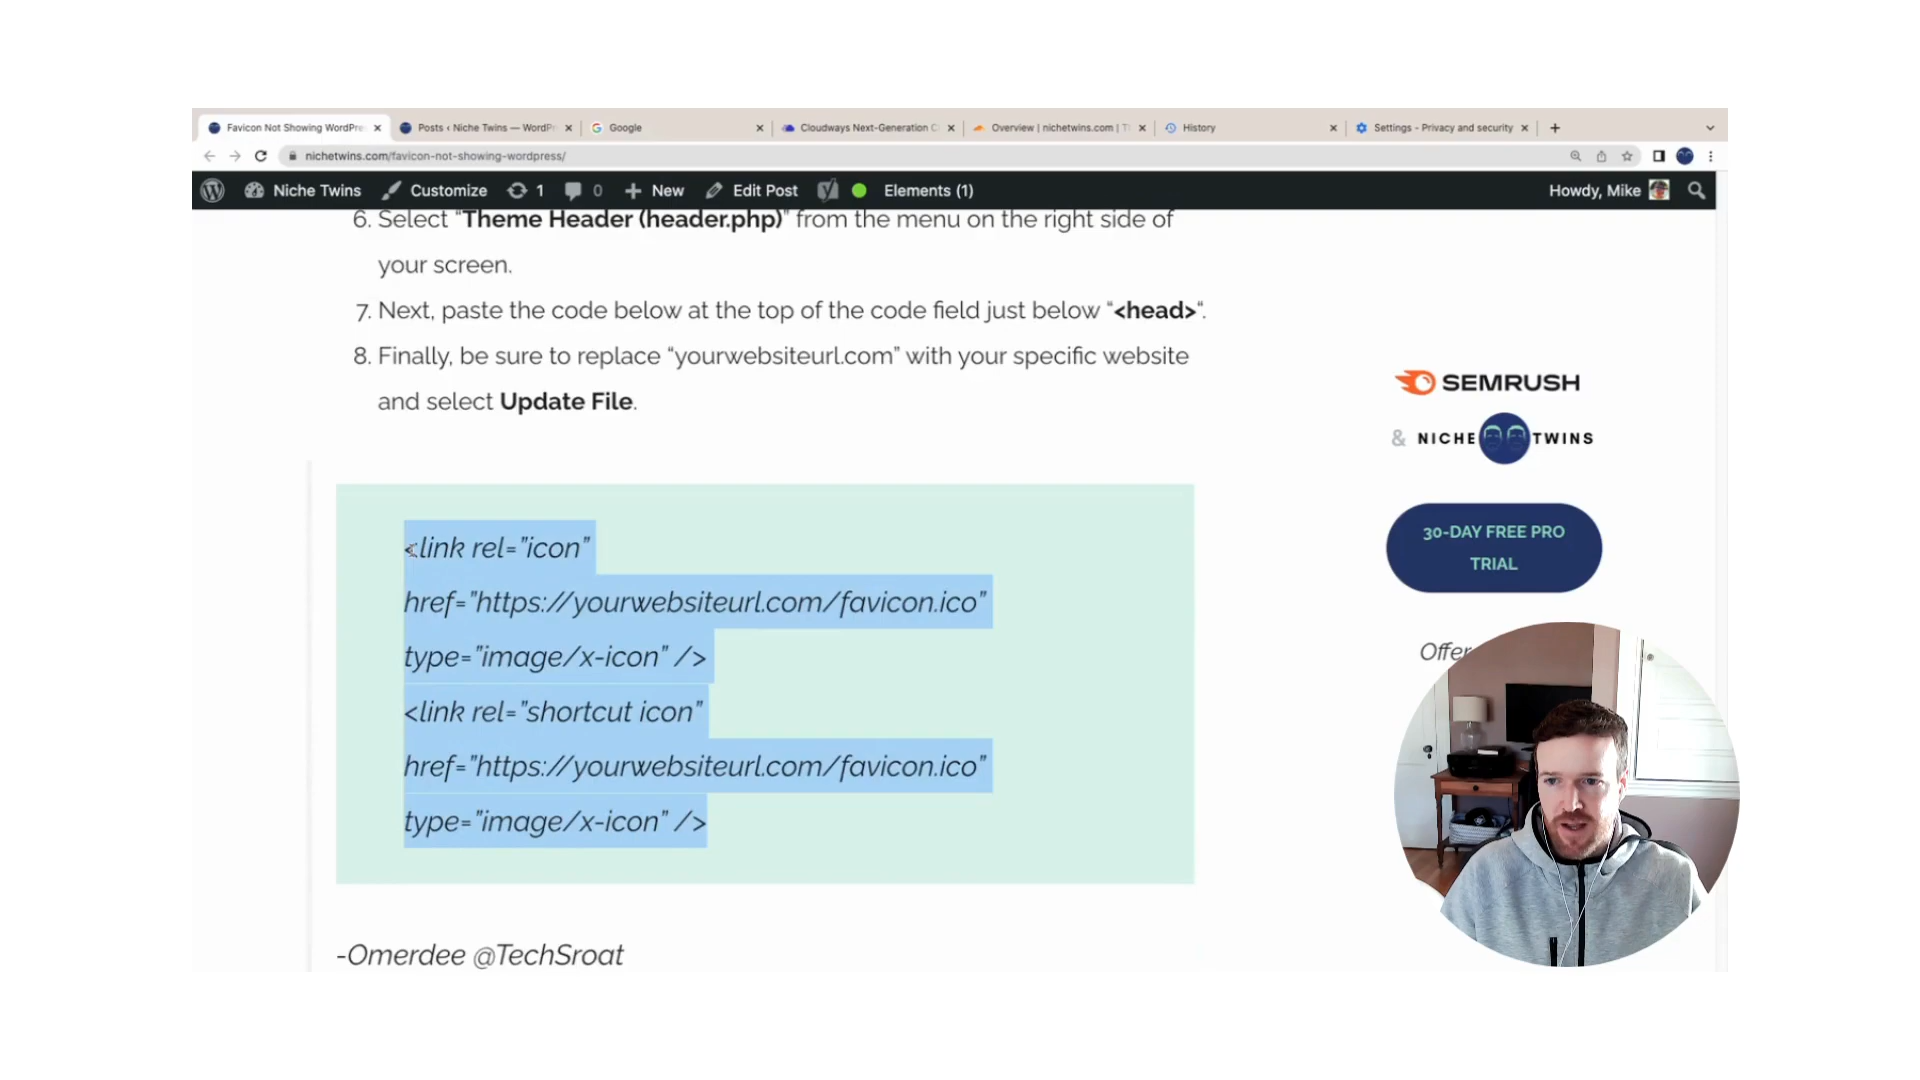 Favicon Not Showing WordPre
Posts ‹ Niche Twins — WordPr
Google
Cloudways Next-Generation C
Overview | nichetwins.com | T
History
Settings - Privacy and security
nichetwins.com/favicon-not-showing-wordpress/
Niche Twins
Customize
1
0
New
Edit Post
Elements (1)
Howdy, Mike
6. Select “Theme Header (header.php)” from the menu on the right side of
your screen.
7. Next, paste the code below at the top of the code field just below “<head>“.
8. Finally, be sure to replace “yourwebsiteurl.com” with your specific website
and select Update File.
<link rel=”icon”
href=”https://yourwebsiteurl.com/favicon.ico”
type=”image/x-icon” />
<link rel=”shortcut icon”
href=”https://yourwebsiteurl.com/favicon.ico”
type=”image/x-icon” />
-Omerdee @TechSroat
SEMRUSH
& NICHE TWINS
30-DAY FREE PRO
TRIAL
Offer